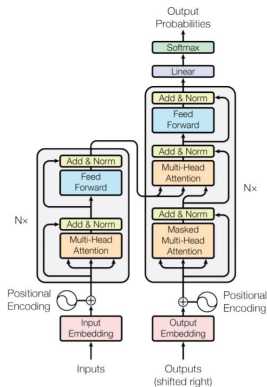 Output
Probabilities
Softmax
Linear
Add & Norm
Feed
Forward
Add & Norm
Multi-Head
Attention
Add & Norm
Masked
Multi-Head
Attention
N×
Positional
Encoding
Output
Embedding
Outputs
(shifted right)
Add & Norm
Feed
Forward
N×
Add & Norm
Multi-Head
Attention
Positional
Encoding
Input
Embedding
Inputs